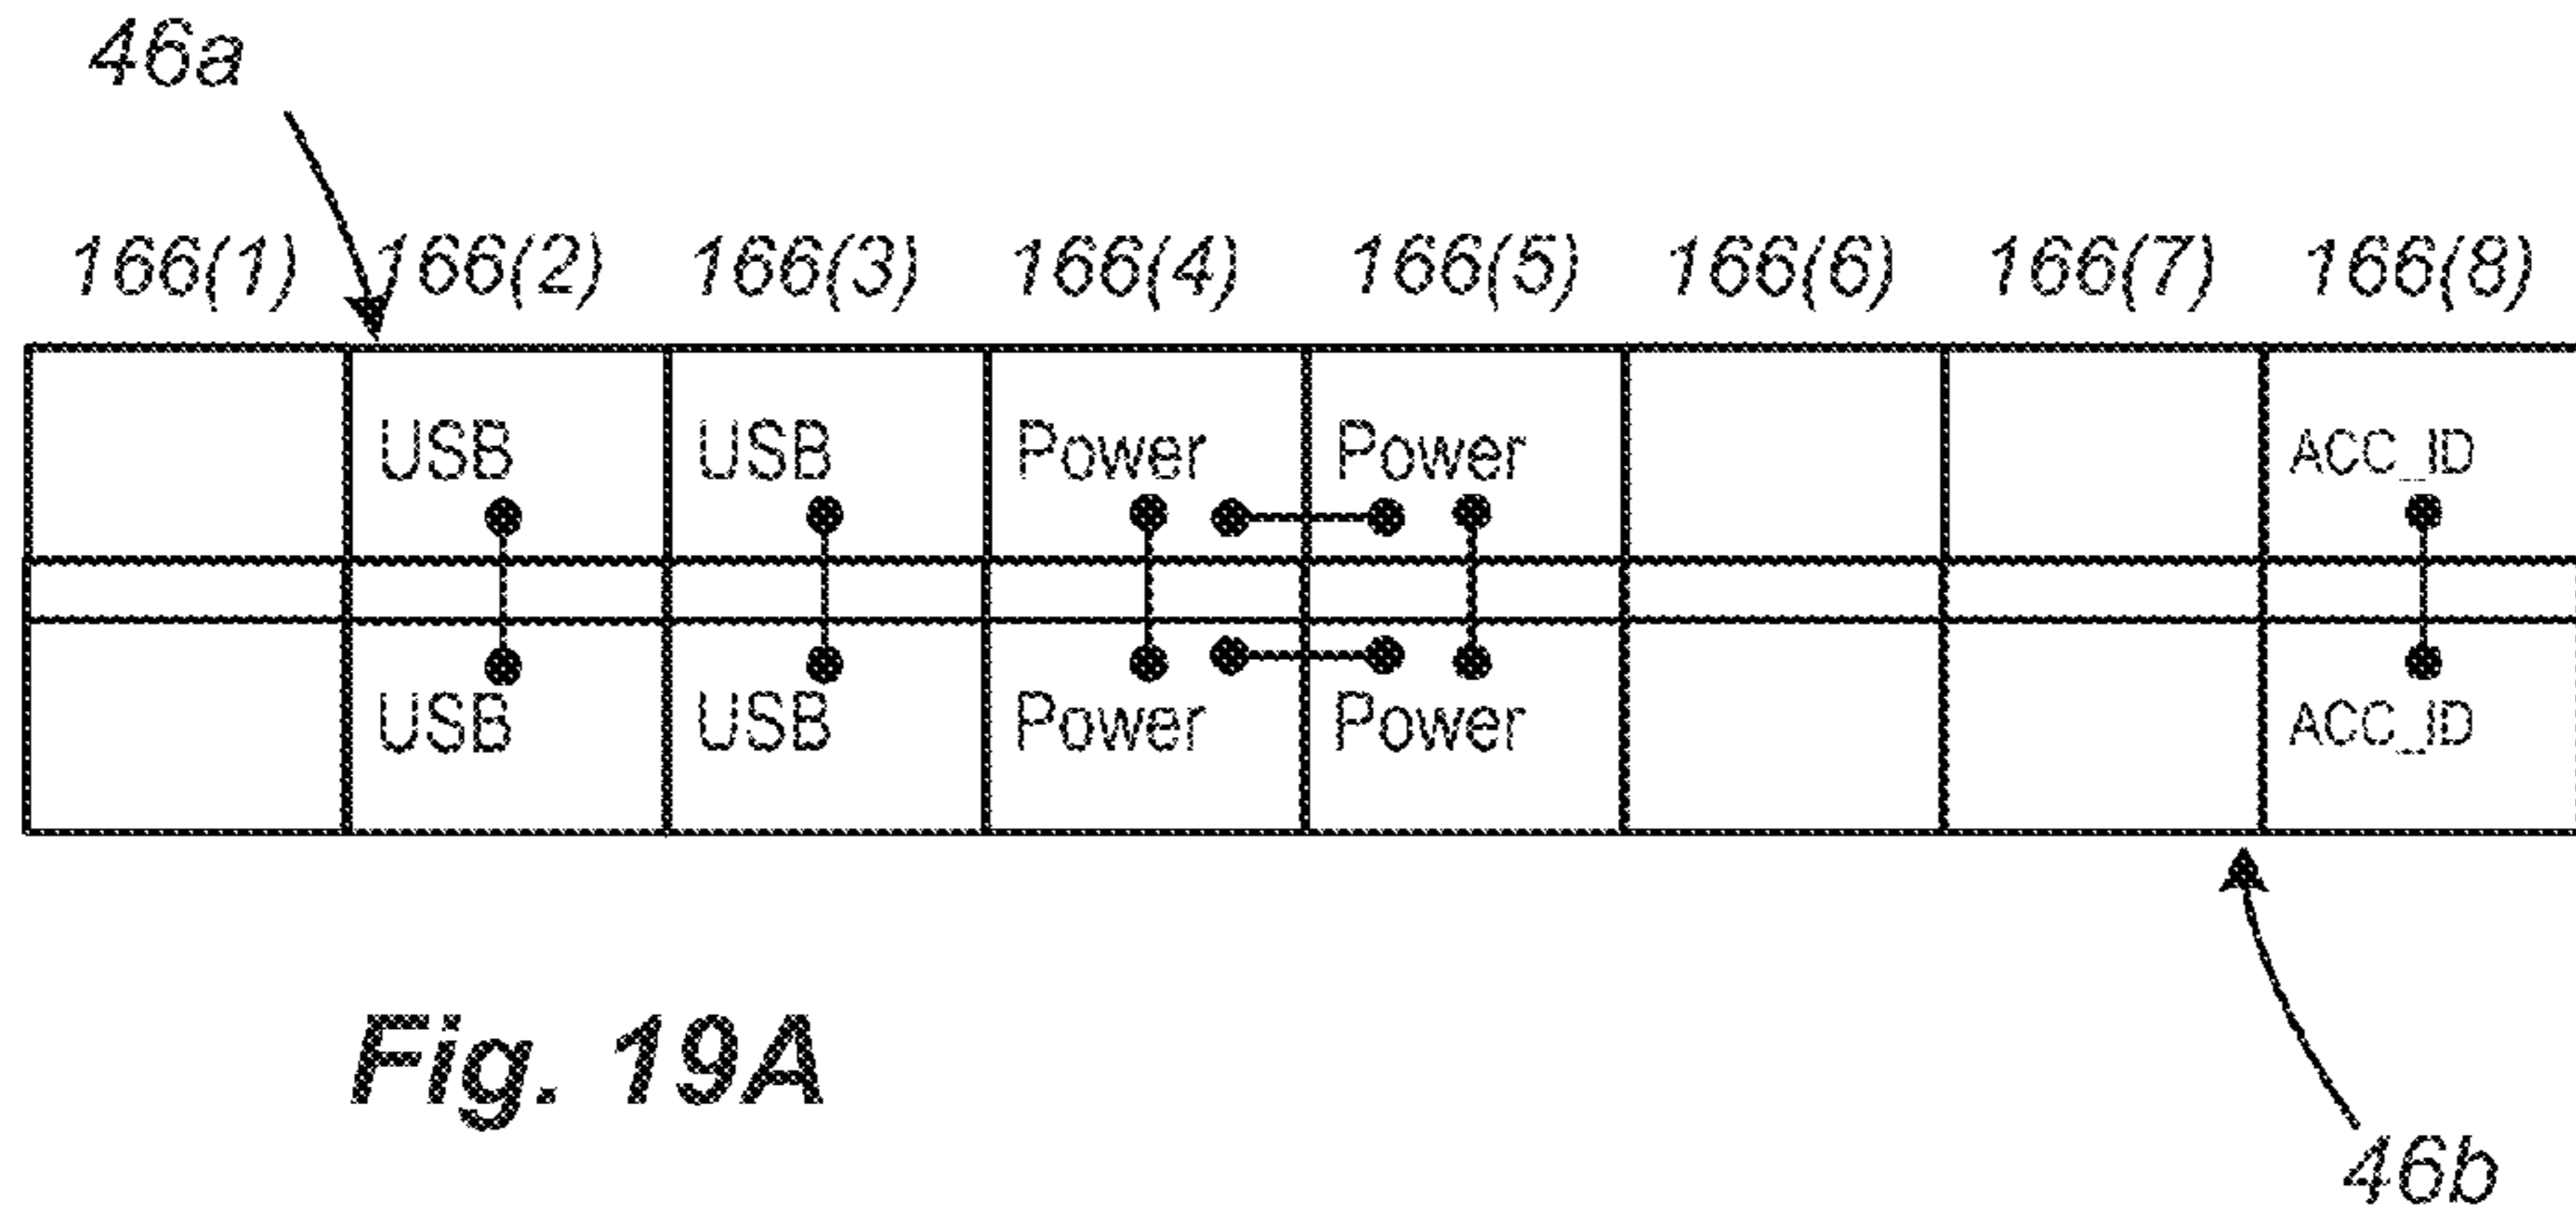 46a
166(1) 166(2) 166(3) 166(4) 166(5) 166(6) 166(7) 166(8)
USB USB Power Power ACC_ID
USB USB Power Power ACC_ID
Fig. 19A
46b